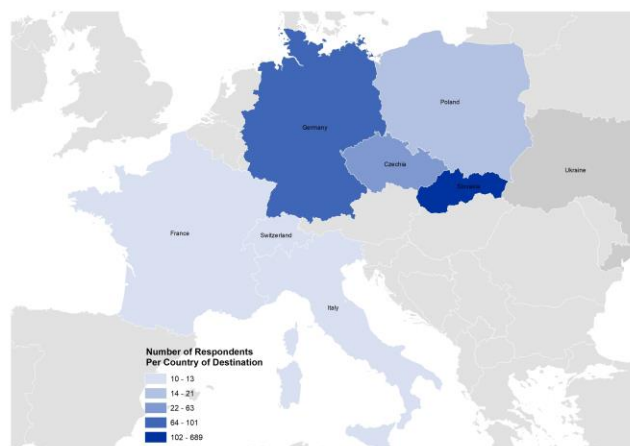 Germany
Poland
Czechia
Slovakia
Ukraine
France
Switzerland
Italy
Number of Respondents
Per Country of Destination
10 - 13
14 - 21
22 - 63
64 - 101
102 - 689